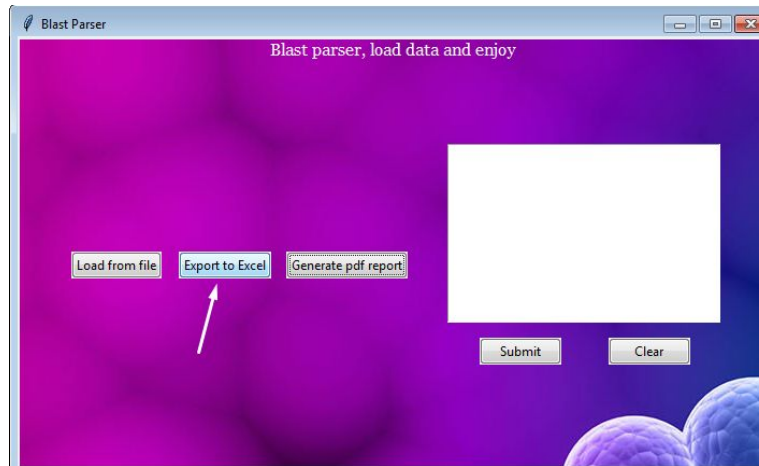 Blast Parser
Blast parser, load data and enjoy
Load from file
Export to Excel
Generate pdf report
Submit
Clear